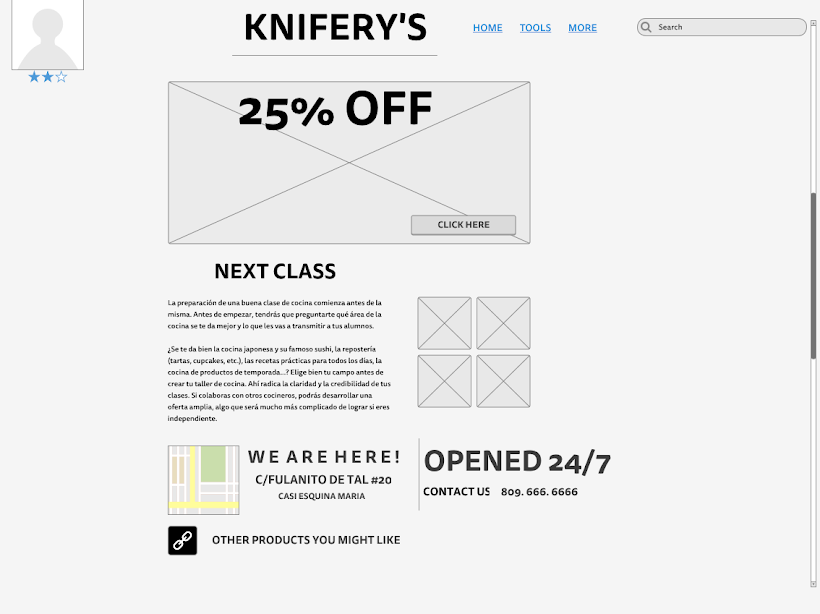 KNIFERY'S
HOME TOOLS MORE
Search
25% OFF
CLICK HERE
NEXT CLASS
La preparación de una buena clase de cocina comienza antes de la
misma. Antes de empezar, tendrás que preguntarte qué área de la
cocina se te da mejor y lo que les vas a transmitir a tus alumnos.
¿Se te da bien la cocina japonesa y su famoso sushi, la repostería
(tartas, cupcakes, etc.), las recetas prácticas para todos los días, la
cocina de productos de temporada...? Elige bien tu campo antes de
crear tu taller de cocina. Ahí radica la claridad y la credibilidad de tus
clases. Si colaboras con otros cocineros, podrás desarrollar una
oferta amplia, algo que será mucho más complicado de lograr si eres
independiente.
WE ARE HERE!
C/FULANITO DE TAL #20
CASI ESQUINA MARIA
OPENED 24/7
CONTACT US 809. 666. 6666
OTHER PRODUCTS YOU MIGHT LIKE